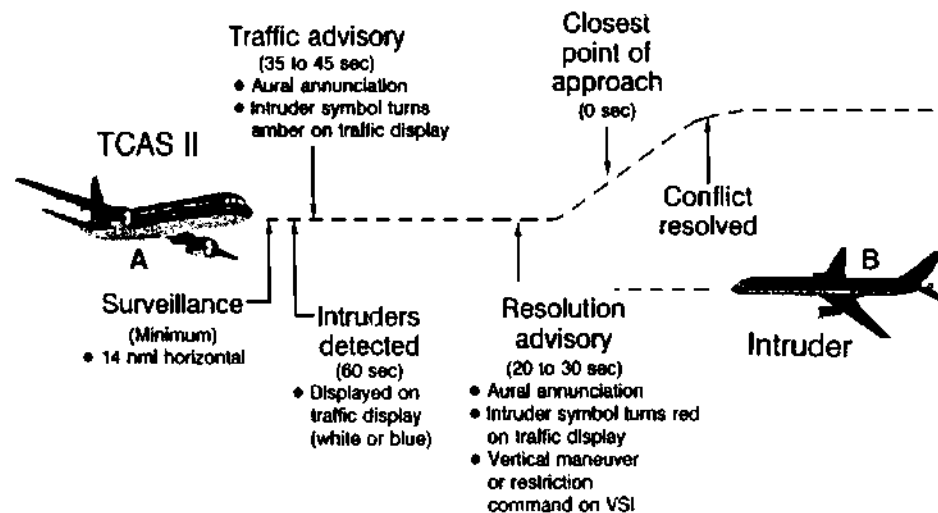 Traffic advisory
(35 to 45 sec)
● Aural annunciation
● Intruder symbol turns
amber on traffic display
Closest
point of
approach
(0 sec)
TCAS II
A
Conflict
resolved
B
Surveillance
(Minimum)
● 14 nmi horizontal
Intruders
detected
(60 sec)
● Displayed on
traffic display
(white or blue)
Resolution
advisory
(20 to 30 sec)
● Aural annunciation
● Intruder symbol turns red
on traffic display
● Vertical maneuver
or restriction
command on VSI
Intruder